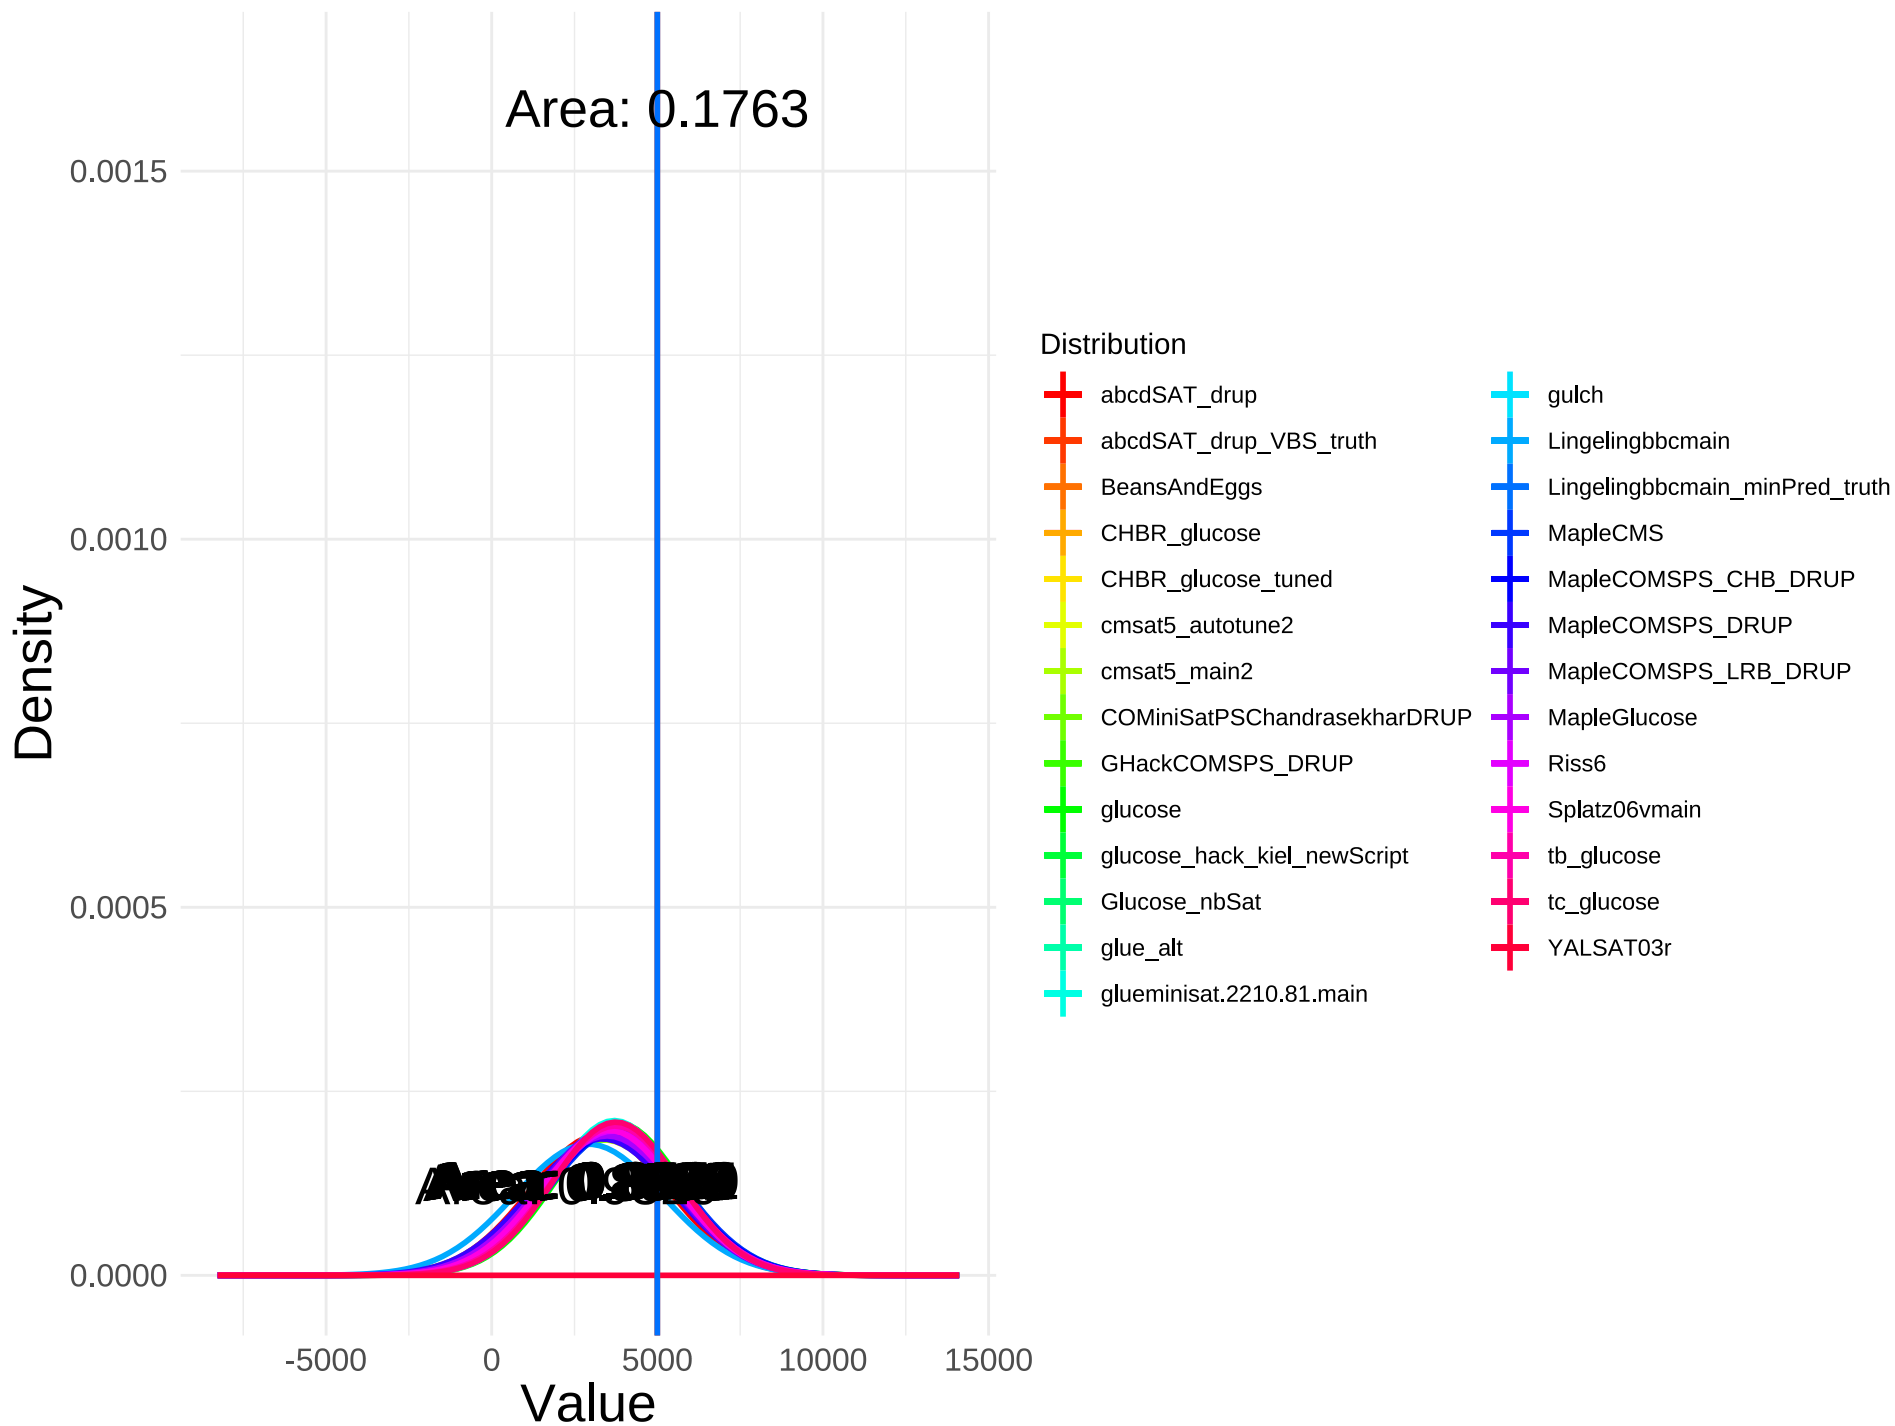 Area: 0.1763
0.0015
0.0010
0.0005
0.0000
Density
-5000
0
5000
10000
15000
Value
Distribution
abcdSAT_drup
abcdSAT_drup_VBS_truth
BeansAndEggs
CHBR_glucose
CHBR_glucose_tuned
cmsat5_autotune2
cmsat5_main2
COMiniSatPSChandrasekharDRUP
GHackCOMSPS_DRUP
glucose
glucose_hack_kiel_newScript
Glucose_nbSat
glue_alt
glueminisat.2210.81.main
gulch
Lingelingbbcmain
Lingelingbbcmain_minPred_truth
MapleCMS
MapleCOMSPS_CHB_DRUP
MapleCOMSPS_DRUP
MapleCOMSPS_LRB_DRUP
MapleGlucose
Riss6
Splatz06vmain
tb_glucose
tc_glucose
YALSAT03r